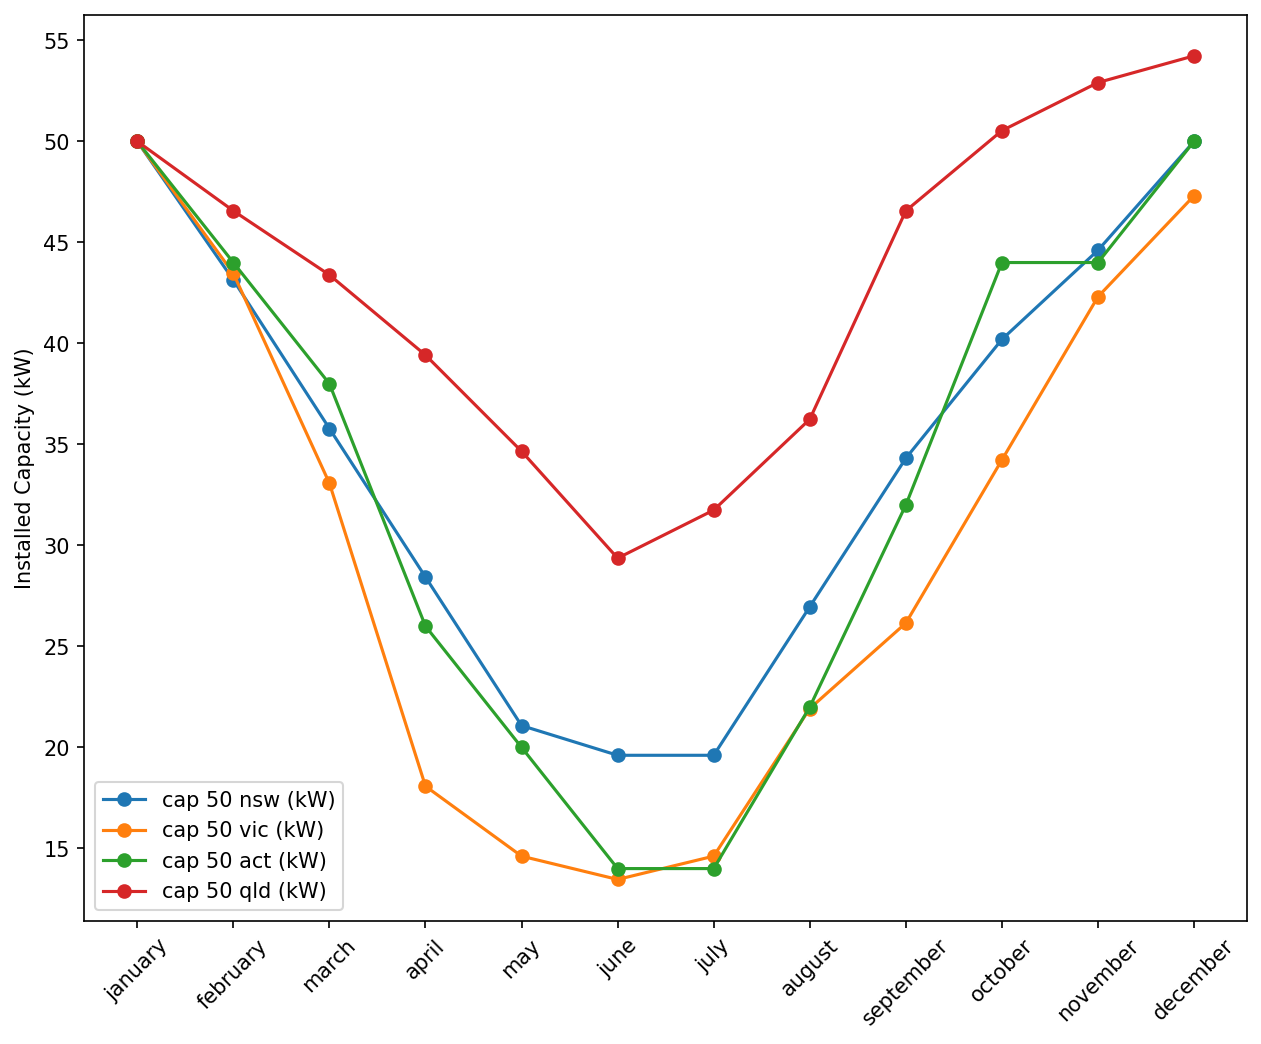 55
50
45
40
35
30
25
20
15
Installed Capacity (kW)
cap 50 nsw (kW)
cap 50 vic (kW)
cap 50 act (kW)
cap 50 qld (kW)
january
february
march
april
may
june
july
august
september
october
november
december